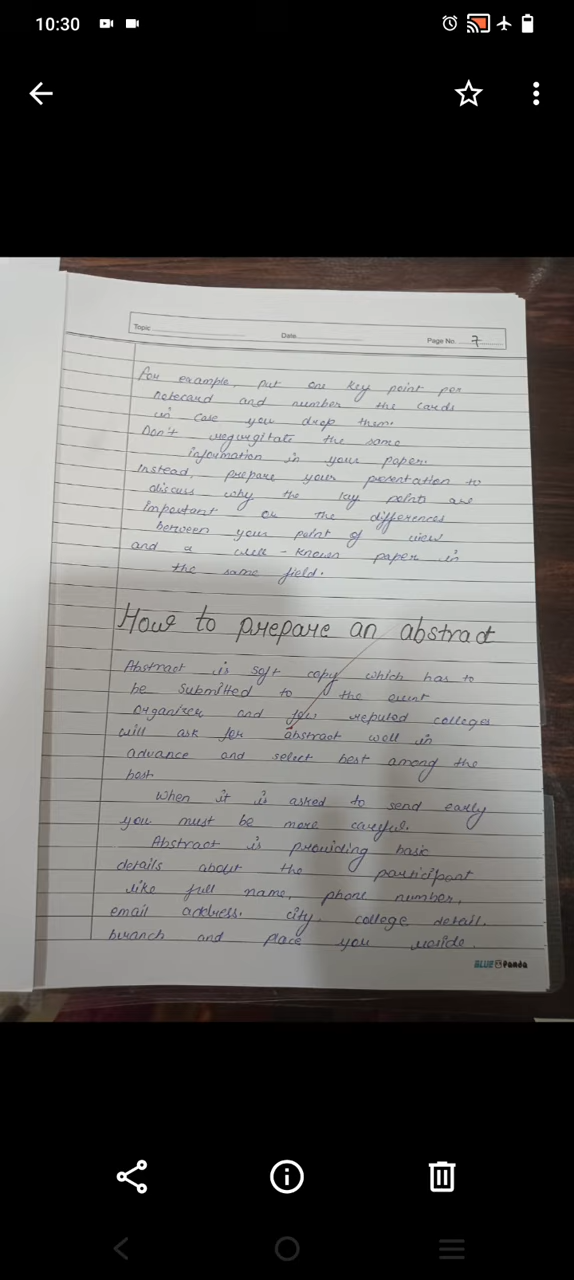 10:30
Topic
Date
Page No. 7
For example, put one key point per
notecard and number the cards
in case you drop them.
Don't regurgitate the same
information in your paper.
Instead, prepare your presentation to
discuss why the key points are
important or the differences
between your point of view
and a well-known paper in
the same field.
How to prepare an abstract
Abstract is soft copy which has to
be submitted to the event
organizer and few reputed colleges
will ask for abstract well in
advance and select best among the
best
When it is asked to send early
you must be more careful.
Abstract is providing basic
details about the participant
like full name, phone number,
email address. city. college detail.
branch and place you reside.
BLUE Panda